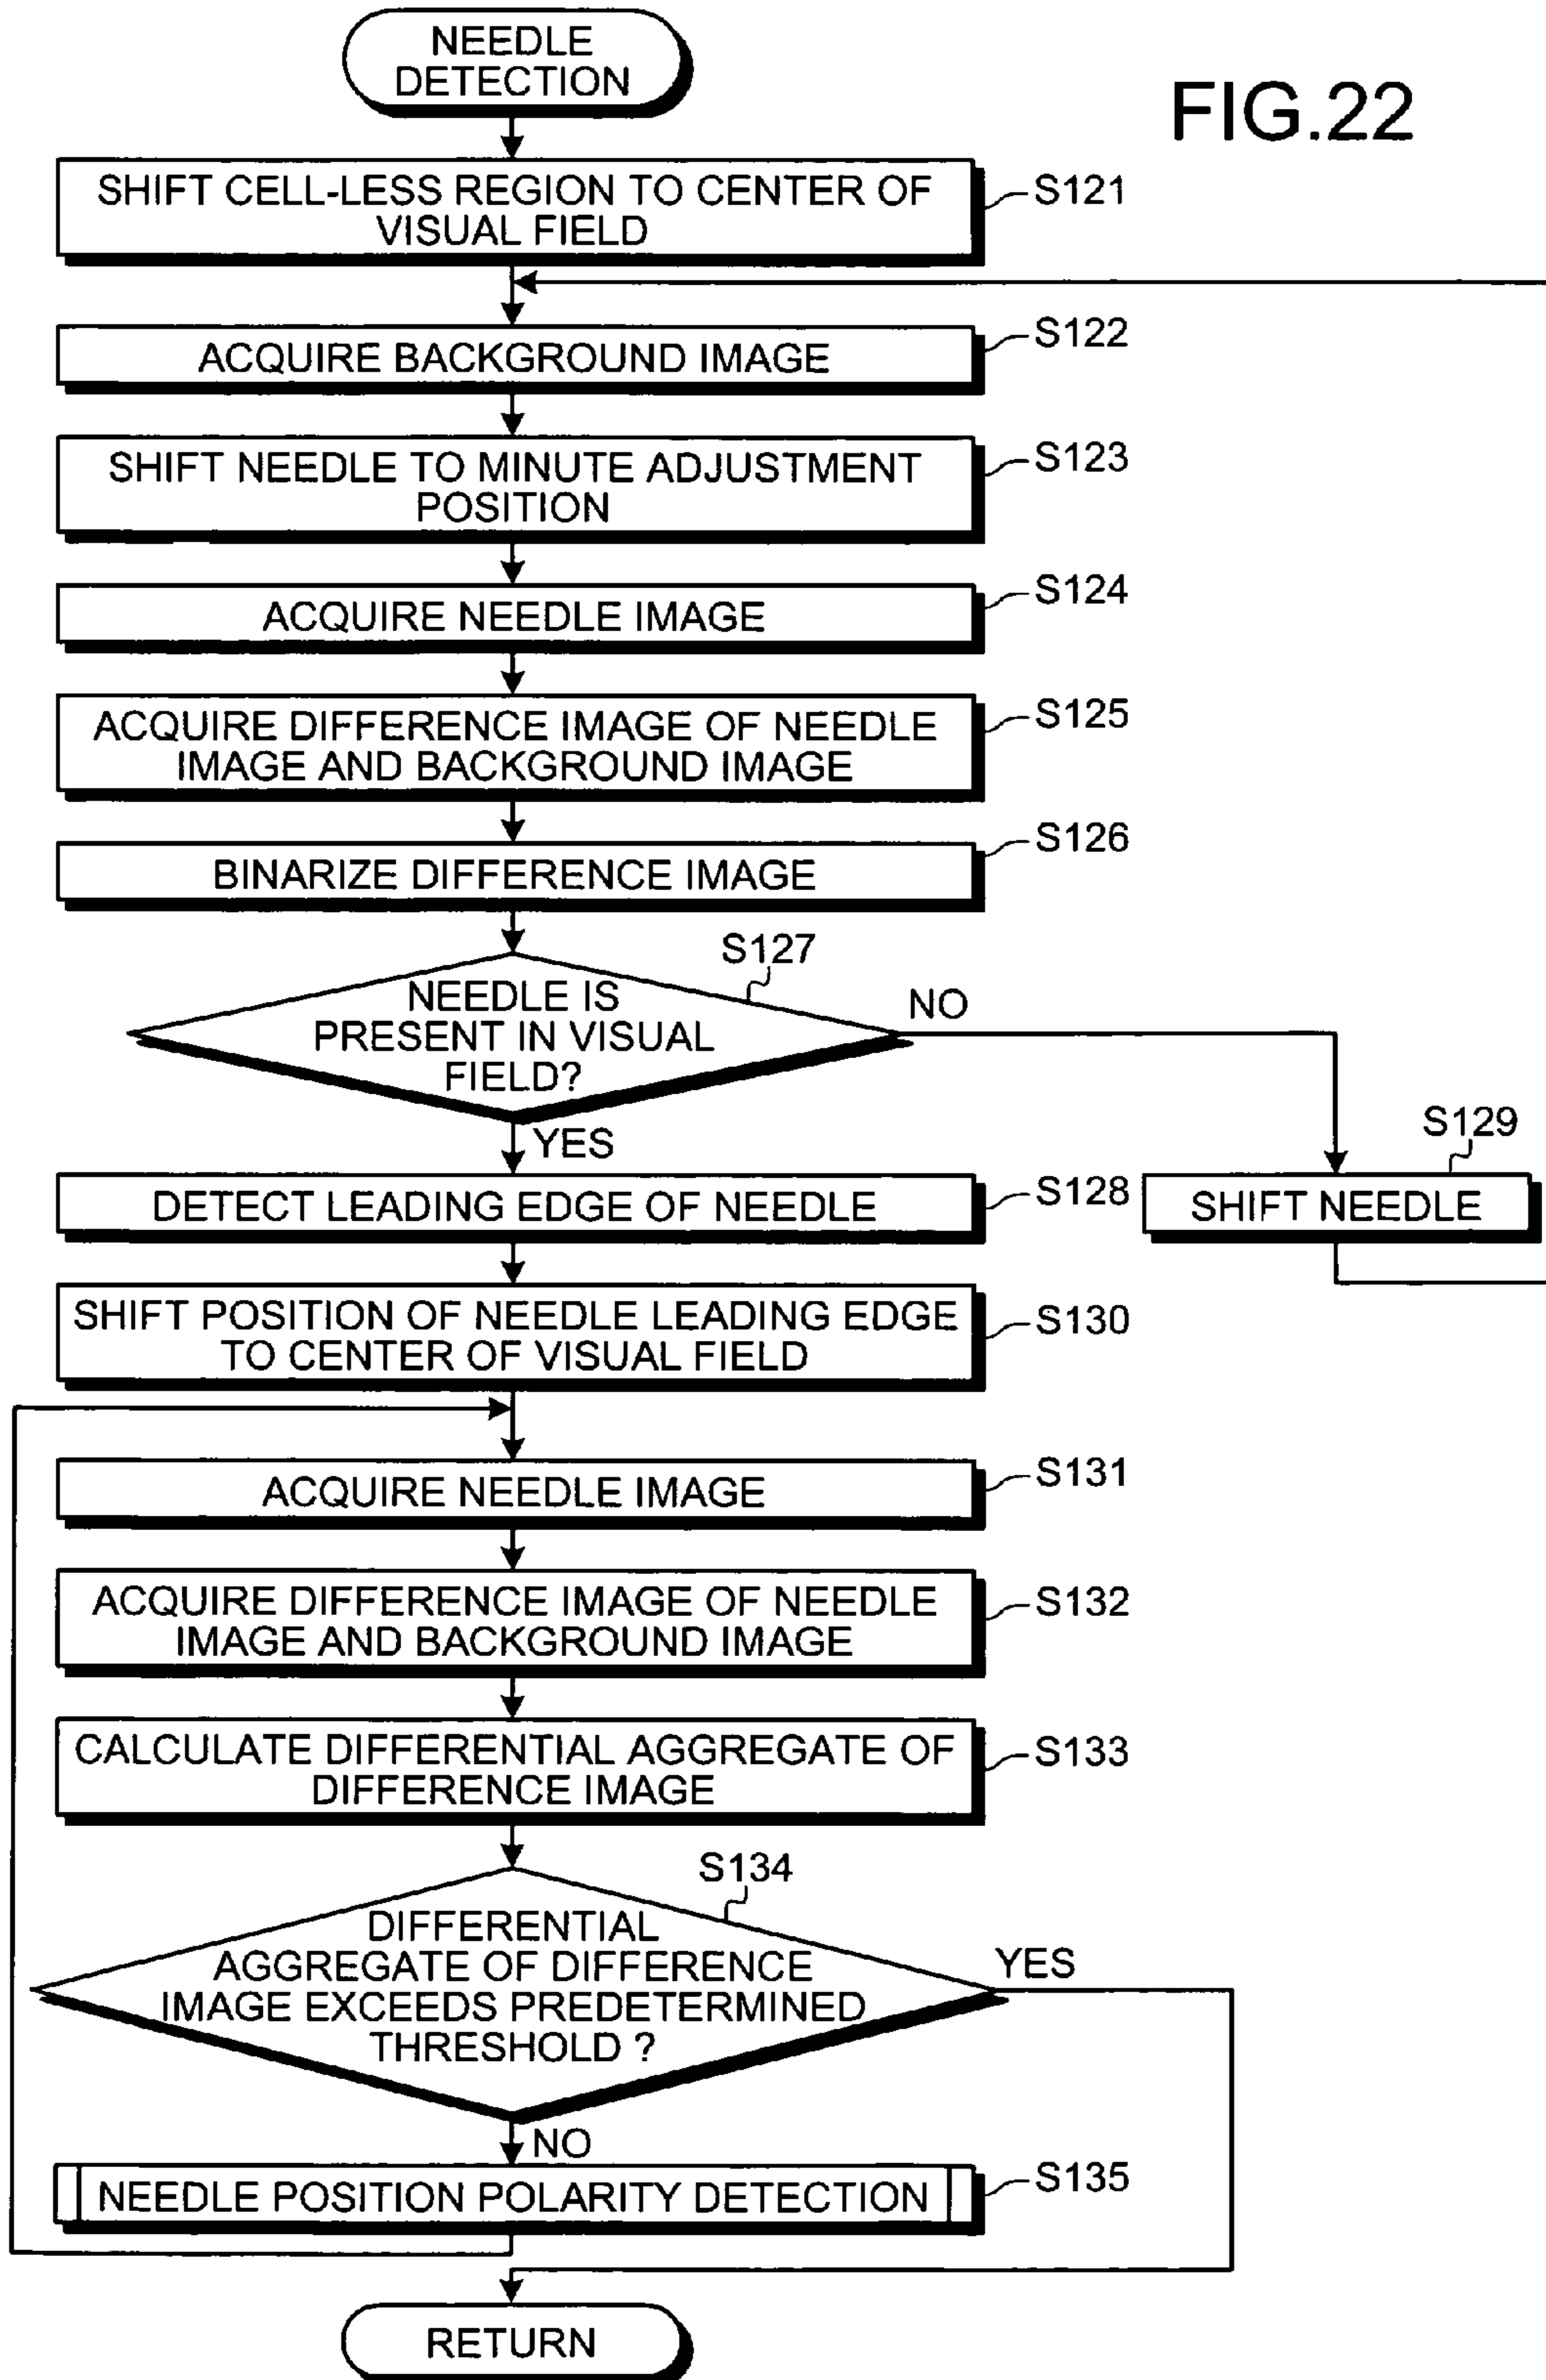 NEEDLE
DETECTION
FIG.22
SHIFT CELL-LESS REGION TO CENTER OF
VISUAL FIELD
S121
ACQUIRE BACKGROUND IMAGE
S122
SHIFT NEEDLE TO MINUTE ADJUSTMENT
POSITION
S123
ACQUIRE NEEDLE IMAGE
S124
ACQUIRE DIFFERENCE IMAGE OF NEEDLE
IMAGE AND BACKGROUND IMAGE
S125
BINARIZE DIFFERENCE IMAGE
S126
S127
NEEDLE IS
PRESENT IN VISUAL
FIELD?
NO
YES
S129
SHIFT NEEDLE
DETECT LEADING EDGE OF NEEDLE
S128
SHIFT POSITION OF NEEDLE LEADING EDGE
TO CENTER OF VISUAL FIELD
S130
ACQUIRE NEEDLE IMAGE
S131
ACQUIRE DIFFERENCE IMAGE OF NEEDLE
IMAGE AND BACKGROUND IMAGE
S132
CALCULATE DIFFERENTIAL AGGREGATE OF
DIFFERENCE IMAGE
S133
S134
DIFFERENTIAL
AGGREGATE OF DIFFERENCE
IMAGE EXCEEDS PREDETERMINED
THRESHOLD ?
YES
NO
NEEDLE POSITION POLARITY DETECTION
S135
RETURN